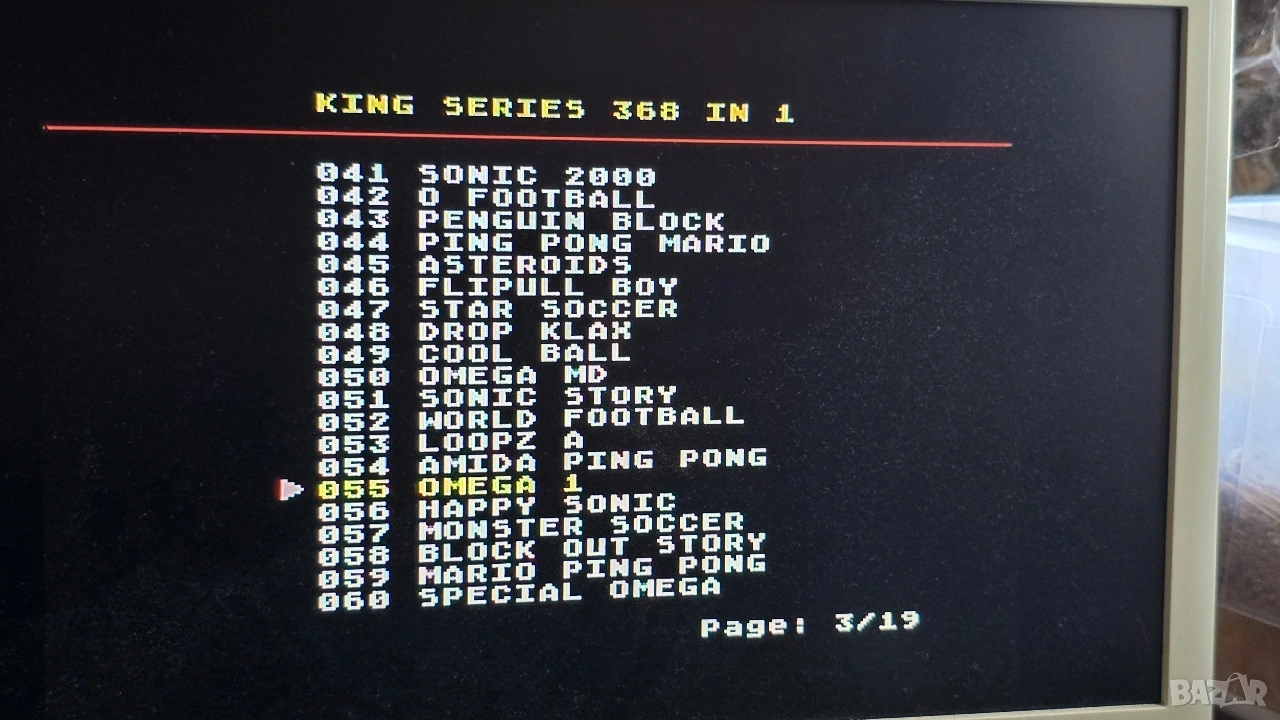 KING SERIES 368 IN 1
041 SONIC 2000
042 O FOOTBALL
043 PENGUIN BLOCK
044 PING PONG MARIO
045 ASTEROIDS
046 FLIPULL BOY
047 STAR SOCCER
048 DROP KLAX
049 COOL BALL
050 OMEGA MD
051 SONIC STORY
052 WORLD FOOTBALL
053 LOOPZ A
054 AMIDA PING PONG
055 OMEGA 1
056 HAPPY SONIC
057 MONSTER SOCCER
058 BLOCK OUT STORY
059 MARIO PING PONG
060 SPECIAL OMEGA
Page: 3/19
BAZAR